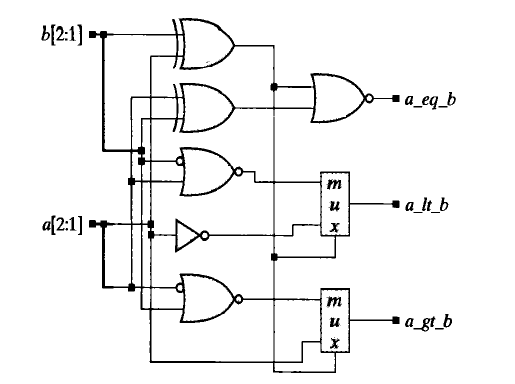 b[2:1]
a_eq_b
m
u
x
a_lt_b
a[2:1]
m
u
x
a_gt_b